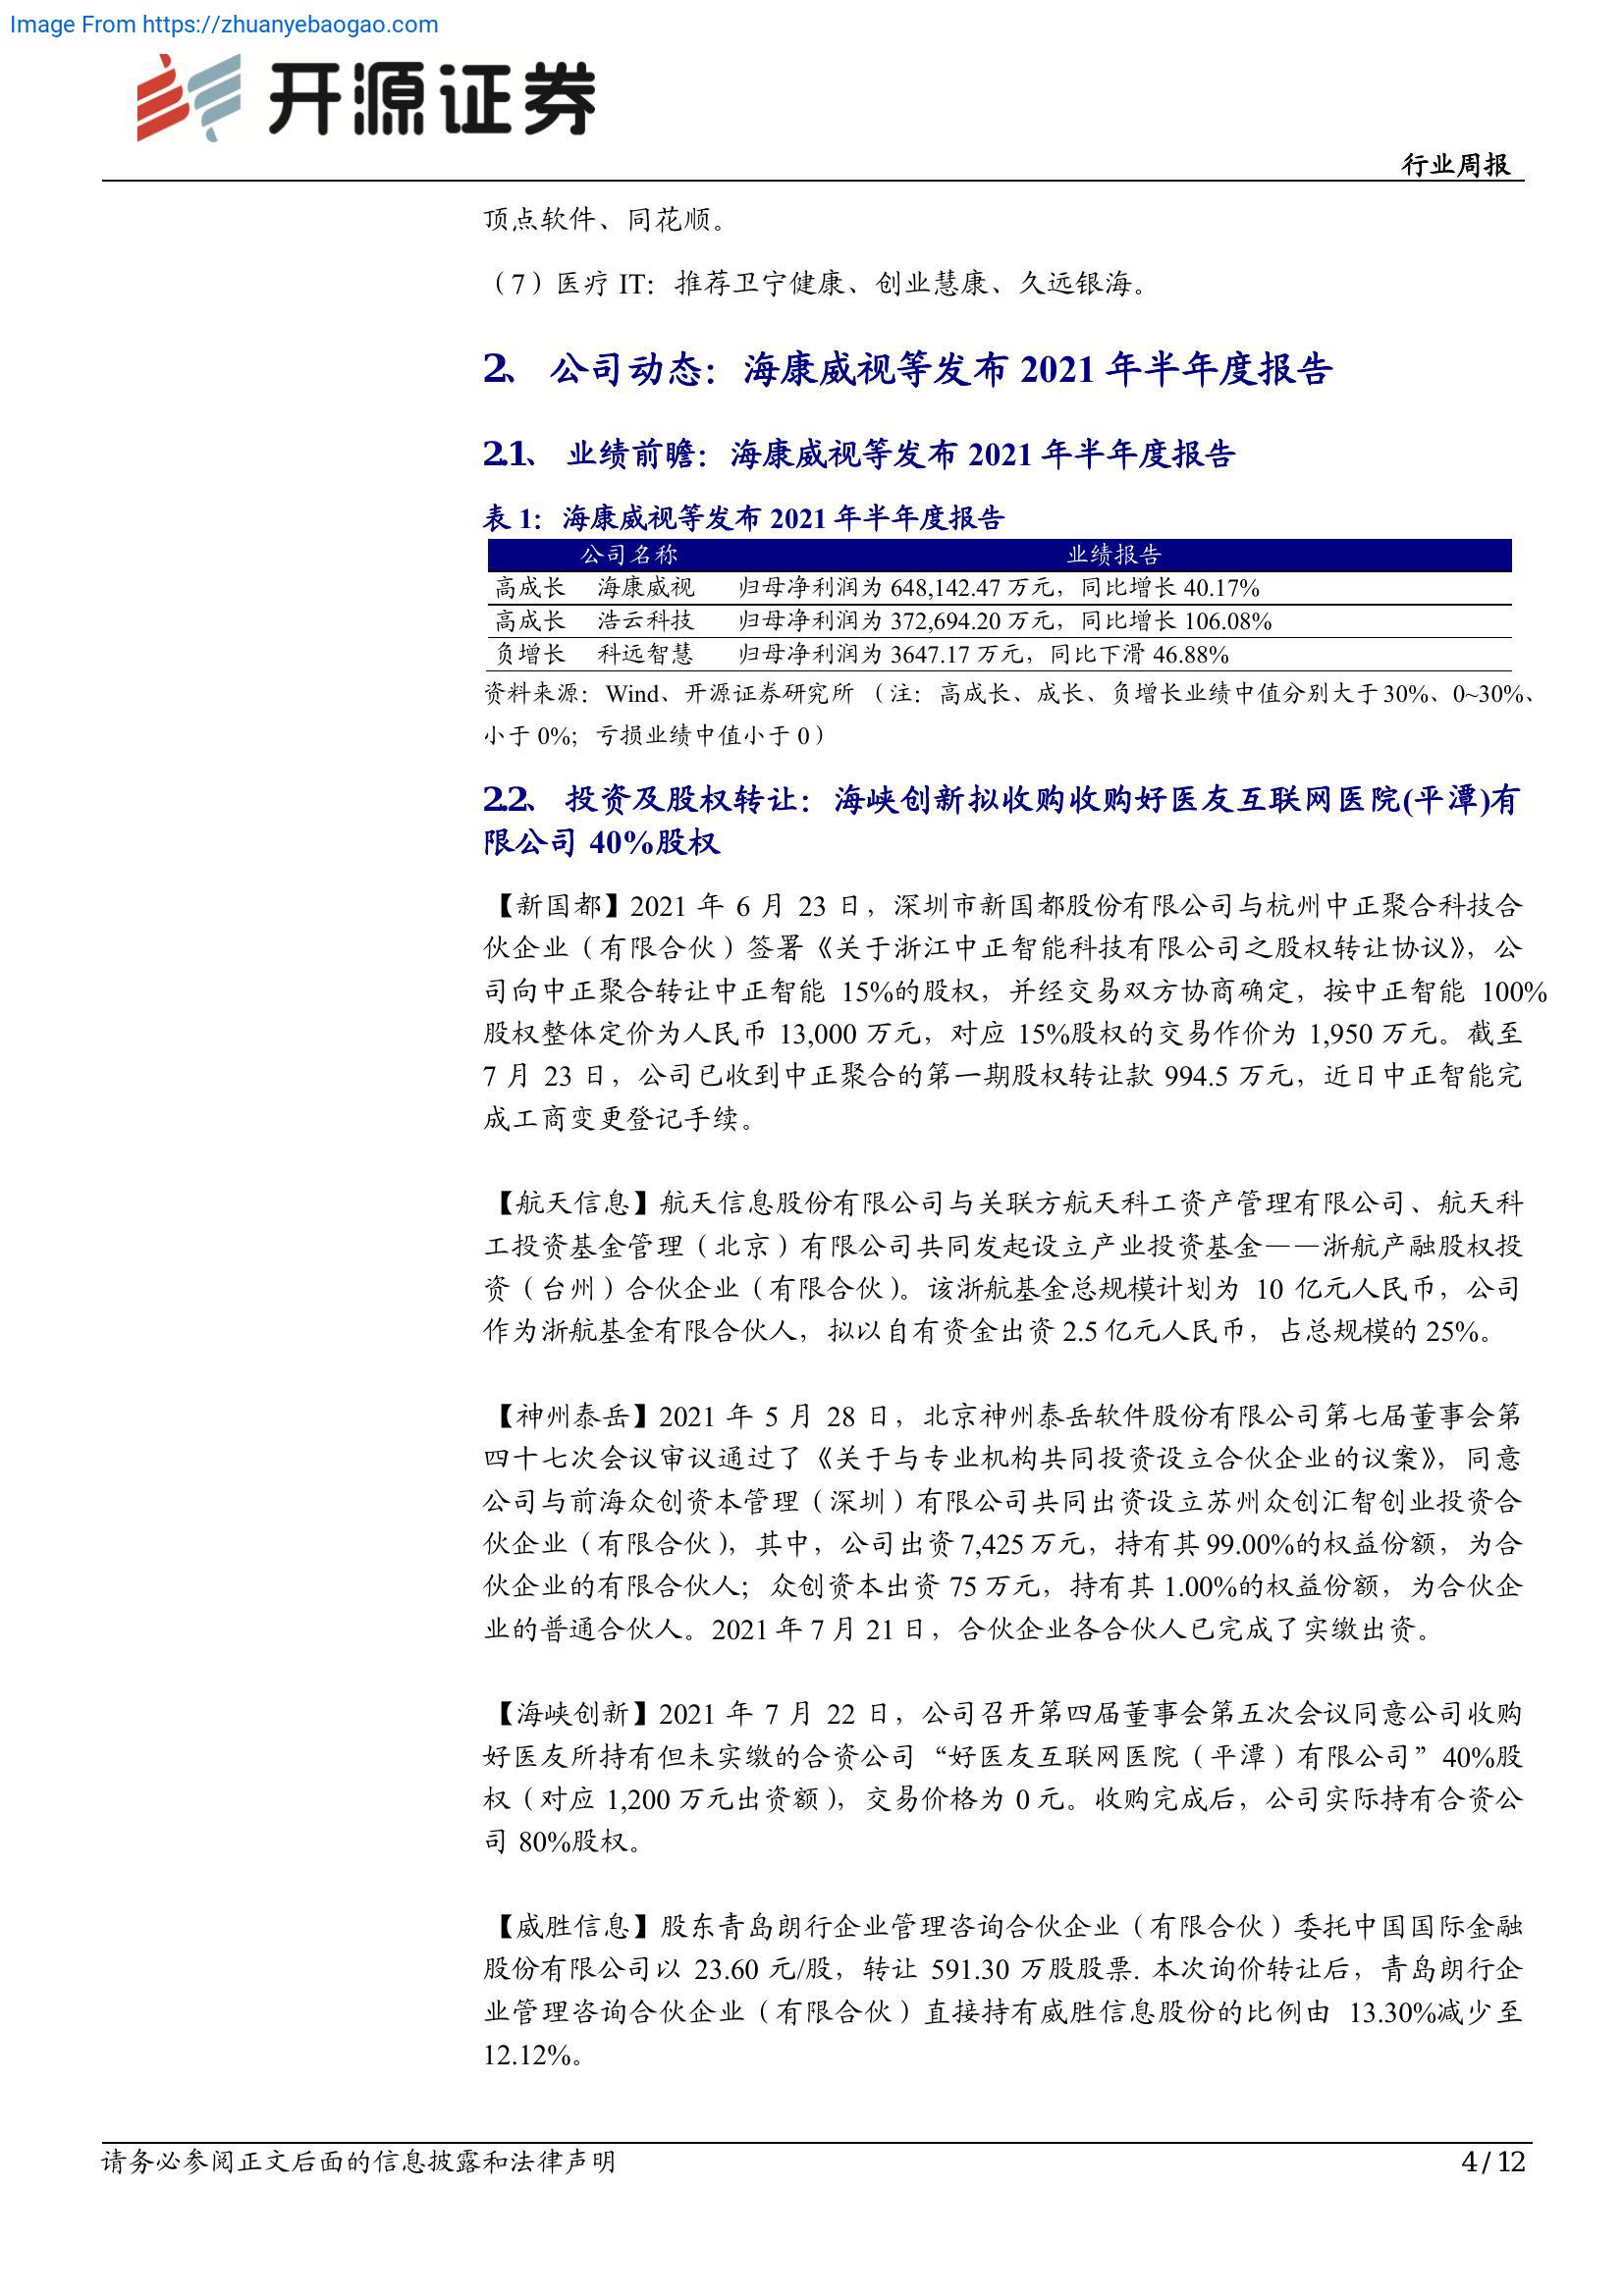 Image From https://zhuanyebaogao.com
开源证券
行业周报
顶点软件、同花顺。
（7）医疗 IT：推荐卫宁健康、创业慧康、久远银海。
2、 公司动态：海康威视等发布 2021 年半年度报告
2.1、 业绩前瞻：海康威视等发布 2021 年半年度报告
表 1：海康威视等发布 2021 年半年度报告
公司名称 业绩报告
高成长 海康威视 归母净利润为 648,142.47 万元，同比增长 40.17%
高成长 浩云科技 归母净利润为 372,694.20 万元，同比增长 106.08%
负增长 科远智慧 归母净利润为 3647.17 万元，同比下滑 46.88%
资料来源：Wind、开源证券研究所 （注：高成长、成长、负增长业绩中值分别大于 30%、0~30%、
小于 0%；亏损业绩中值小于 0）
2.2、 投资及股权转让：海峡创新拟收购收购好医友互联网医院(平潭)有
限公司 40%股权
【新国都】2021 年 6 月 23 日，深圳市新国都股份有限公司与杭州中正聚合科技合
伙企业（有限合伙）签署《关于浙江中正智能科技有限公司之股权转让协议》，公
司向中正聚合转让中正智能 15%的股权，并经交易双方协商确定，按中正智能 100%
股权整体定价为人民币 13,000 万元，对应 15%股权的交易作价为 1,950 万元。截至
7 月 23 日，公司已收到中正聚合的第一期股权转让款 994.5 万元，近日中正智能完
成工商变更登记手续。
【航天信息】航天信息股份有限公司与关联方航天科工资产管理有限公司、航天科
工投资基金管理（北京）有限公司共同发起设立产业投资基金——浙航产融股权投
资（台州）合伙企业（有限合伙）。该浙航基金总规模计划为 10 亿元人民币，公司
作为浙航基金有限合伙人，拟以自有资金出资 2.5 亿元人民币，占总规模的 25%。
【神州泰岳】2021 年 5 月 28 日，北京神州泰岳软件股份有限公司第七届董事会第
四十七次会议审议通过了《关于与专业机构共同投资设立合伙企业的议案》，同意
公司与前海众创资本管理（深圳）有限公司共同出资设立苏州众创汇智创业投资合
伙企业（有限合伙），其中，公司出资 7,425 万元，持有其 99.00%的权益份额，为合
伙企业的有限合伙人；众创资本出资 75 万元，持有其 1.00%的权益份额，为合伙企
业的普通合伙人。2021 年 7 月 21 日，合伙企业各合伙人已完成了实缴出资。
【海峡创新】2021 年 7 月 22 日，公司召开第四届董事会第五次会议同意公司收购
好医友所持有但未实缴的合资公司 “好医友互联网医院（平潭）有限公司” 40%股
权（对应 1,200 万元出资额），交易价格为 0 元。收购完成后，公司实际持有合资公
司 80%股权。
【威胜信息】股东青岛朗行企业管理咨询合伙企业（有限合伙）委托中国国际金融
股份有限公司以 23.60 元/股，转让 591.30 万股股票. 本次询价转让后，青岛朗行企
业管理咨询合伙企业（有限合伙）直接持有威胜信息股份的比例由 13.30%减少至
12.12%。
请务必参阅正文后面的信息披露和法律声明 4 / 12